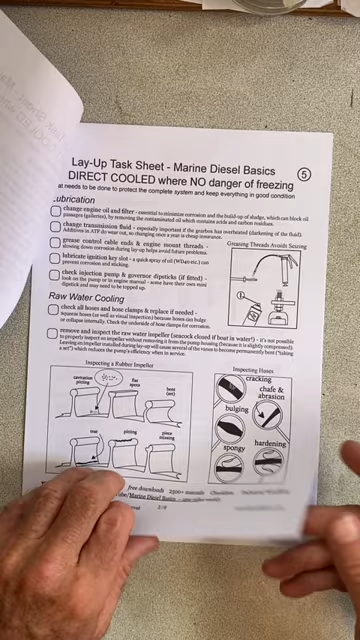 Lay-Up Task Sheet - Marine Diesel Basics
5
DIRECT COOLED where NO danger of freezing
at needs to be done to protect the complete system and keep everything in good condition
Lubrication
change engine oil and filter - essential to minimize corrosion and the build-up of sludge, which can block oil
passages (galleries), by removing the contaminated oil which contains acids and carbon residues.
change transmission fluid - especially important if the gearbox has overheated (darkening of the fluid).
Additives in ATF do wear out, so changing once a year is cheap insurance.
grease control cable ends & engine mount threads -
slowing down corrosion during lay-up helps avoid future problems.
lubricate ignition key slot - a quick spray of oil (WD40 etc.) can
prevent corrosion and sticking.
check injection pump & governor dipsticks (if fitted) -
look on the pump or in engine manual - some have their own mini
dipstick and may need to be topped up.
Greasing Threads Avoids Seizing
Raw Water Cooling
check all hoses and hose clamps & replace if needed -
squeeze hoses (as well as visual inspection) because hoses can bulge
or collapse internally. Check the underside of hose clamps for corrosion.
remove and inspect the raw water impeller (seacock closed if boat in water!) - it's not possible
to properly inspect an impeller without removing it from the pump housing (because it is slightly compressed).
Leaving an impeller installed during lay-up will cause several of the vanes to become permanently bent ("taking
a set") which reduces the pump's efficiency when in service.
Inspecting a Rubber Impeller
cavitation
pitting
flat
spots
bent
(set)
tear
pitting
piece
missing
Inspecting Hoses
cracking
chafe &
abrasion
bulging
spongy
hardening
free downloads 2500+ manuals Checklists
/Marine Diesel Basics